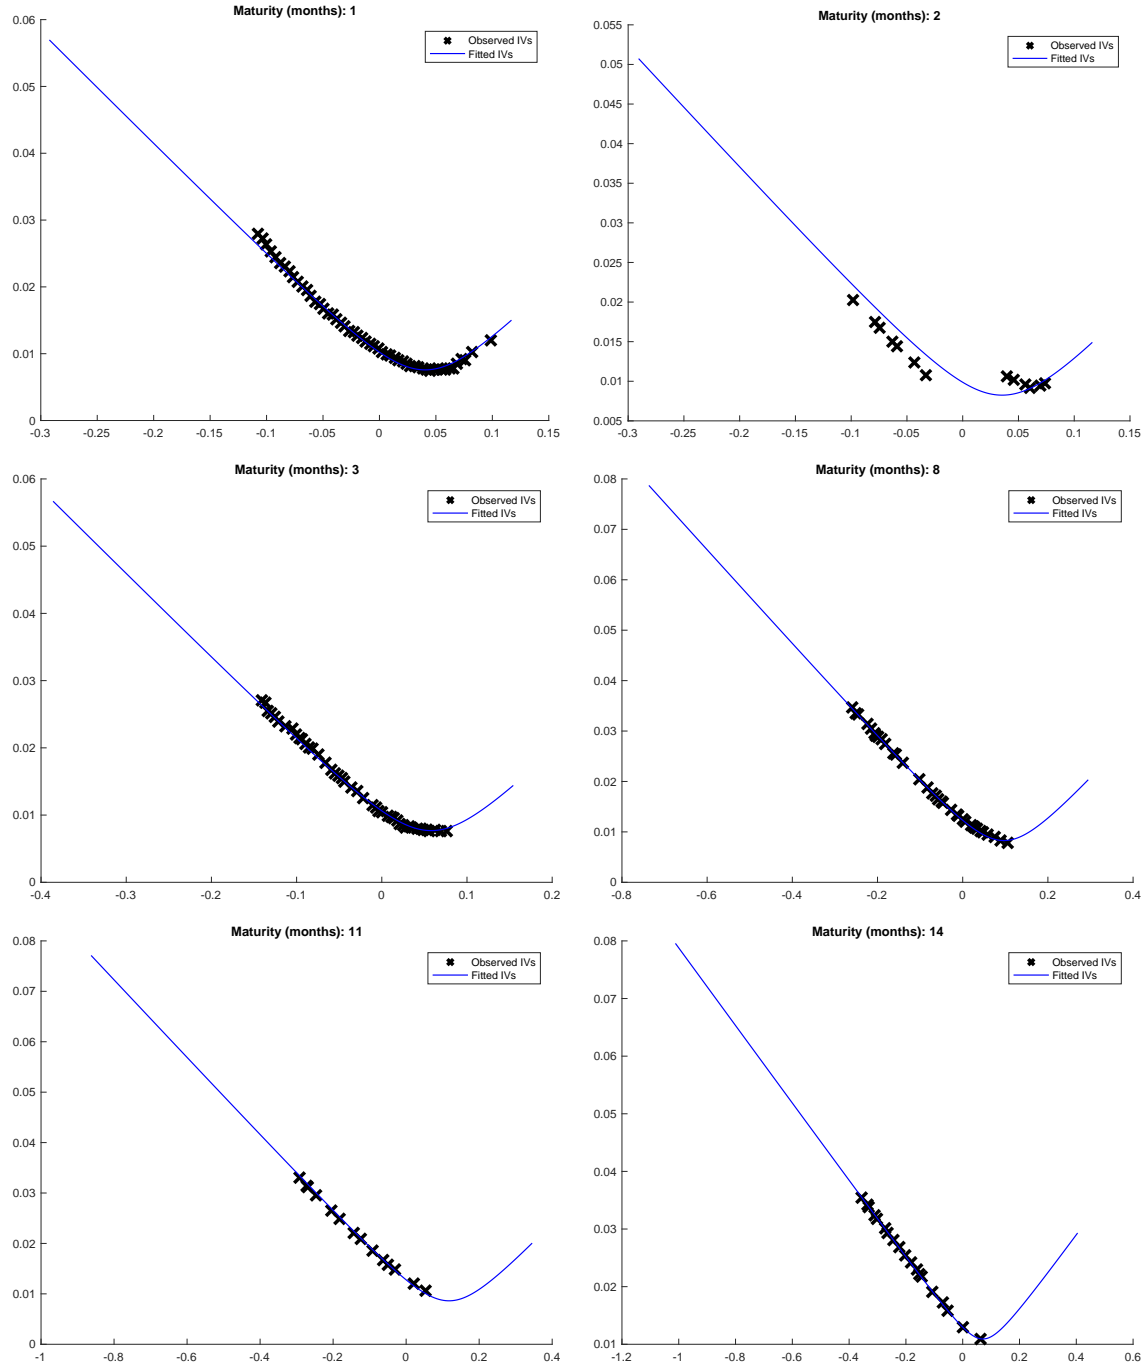 Maturity (months): 1
0.06
0.05
0.04
0.03
0.02
0.01
0
-0.3 -0.25 -0.2 -0.15 -0.1 -0.05 0 0.05 0.1 0.15
Observed IVs
Fitted IVs
Maturity (months): 2
0.055
0.05
0.045
0.04
0.035
0.03
0.025
0.02
0.015
0.01
0.005
-0.3 -0.25 -0.2 -0.15 -0.1 -0.05 0 0.05 0.1 0.15
Observed IVs
Fitted IVs
Maturity (months): 3
0.06
0.05
0.04
0.03
0.02
0.01
0
-0.4 -0.3 -0.2 -0.1 0 0.1 0.2
Observed IVs
Fitted IVs
Maturity (months): 8
0.08
0.07
0.06
0.05
0.04
0.03
0.02
0.01
0
-0.8 -0.6 -0.4 -0.2 0 0.2 0.4
Observed IVs
Fitted IVs
Maturity (months): 11
0.08
0.07
0.06
0.05
0.04
0.03
0.02
0.01
0
-1 -0.8 -0.6 -0.4 -0.2 0 0.2 0.4
Observed IVs
Fitted IVs
Maturity (months): 14
0.08
0.07
0.06
0.05
0.04
0.03
0.02
0.01
-1.2 -1 -0.8 -0.6 -0.4 -0.2 0 0.2 0.4 0.6
Observed IVs
Fitted IVs